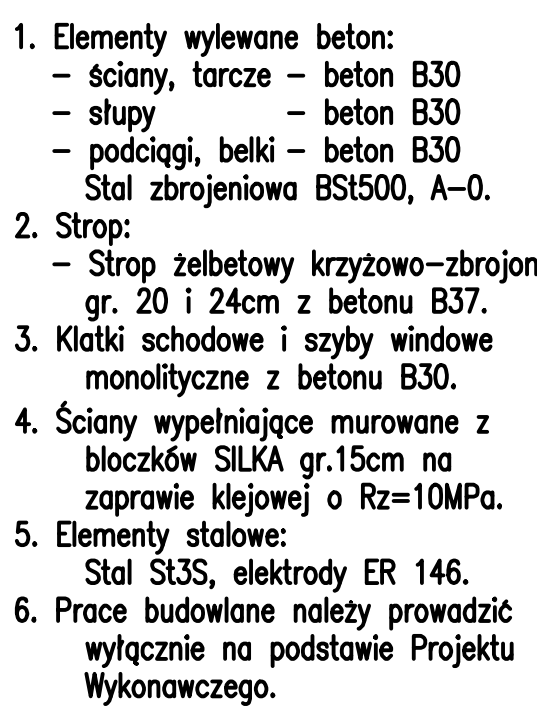 1. Elementy wylewane beton:
– ściany, tarcze – beton B30
– słupy – beton B30
– podciągi, belki – beton B30
Stal zbrojeniowa BSt500, A–0.
2. Strop:
– Strop żelbetowy krzyżowo–zbrojon
gr. 20 i 24cm z betonu B37.
3. Klatki schodowe i szyby windowe
monolityczne z betonu B30.
4. Ściany wypełniające murowane z
bloczków SILKA gr.15cm na
zaprawie klejowej o Rz=10MPa.
5. Elementy stalowe:
Stal St3S, elektrody ER 146.
6. Prace budowlane należy prowadzić
wyłącznie na podstawie Projektu
Wykonawczego.